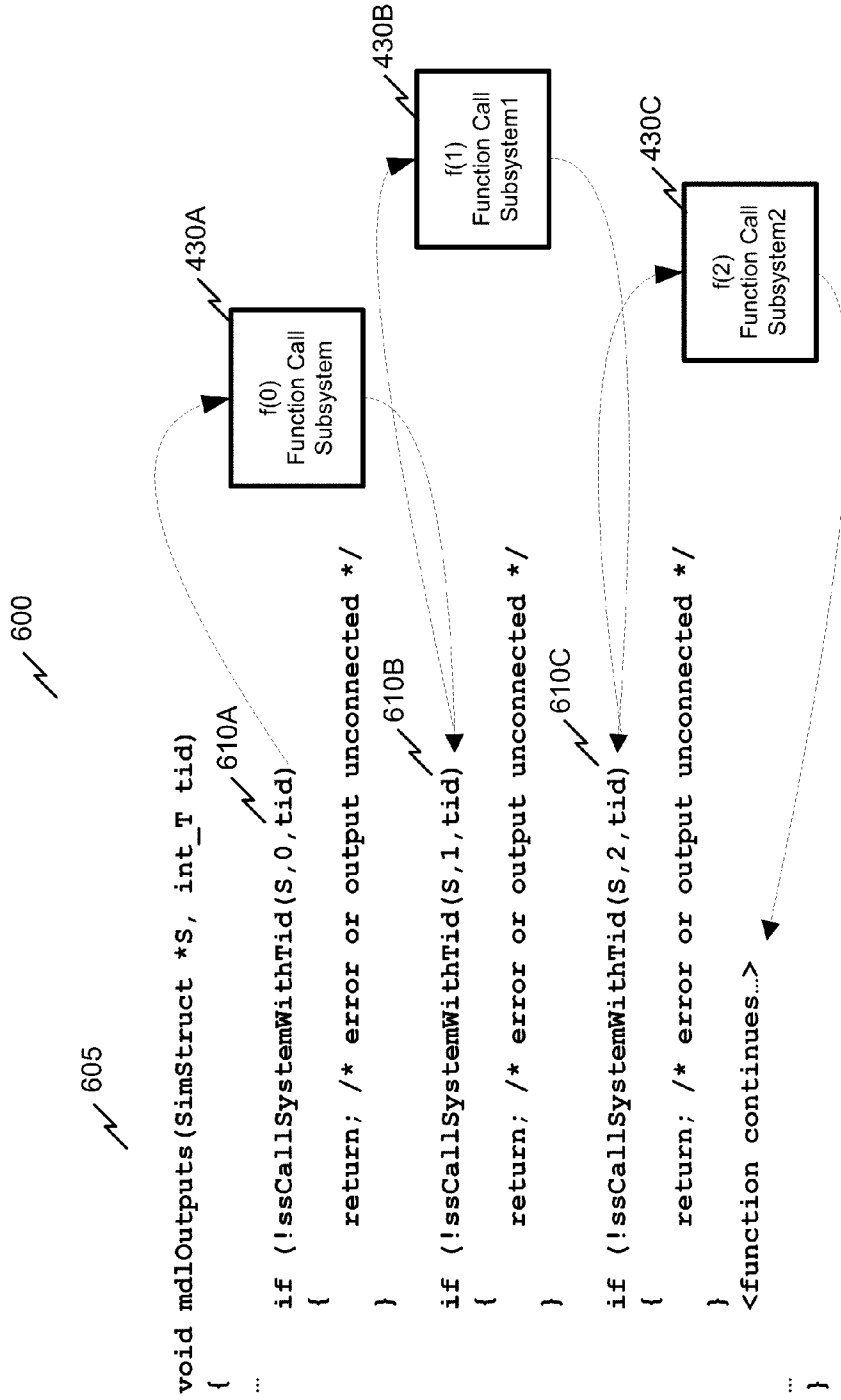 600
605
void mdlOutputs(SimStruct *S, int_T tid)
{
...
610A
if (!ssCallSystemWithTid(S,0,tid)
{
return; /* error or output unconnected */
}
430A
f(0)
Function Call
Subsystem
610B
if (!ssCallSystemWithTid(S,1,tid)
{
return; /* error or output unconnected */
}
430B
f(1)
Function Call
Subsystem1
610C
if (!ssCallSystemWithTid(S,2,tid)
{
return; /* error or output unconnected */
}
430C
f(2)
Function Call
Subsystem2
<function continues…>
...
}